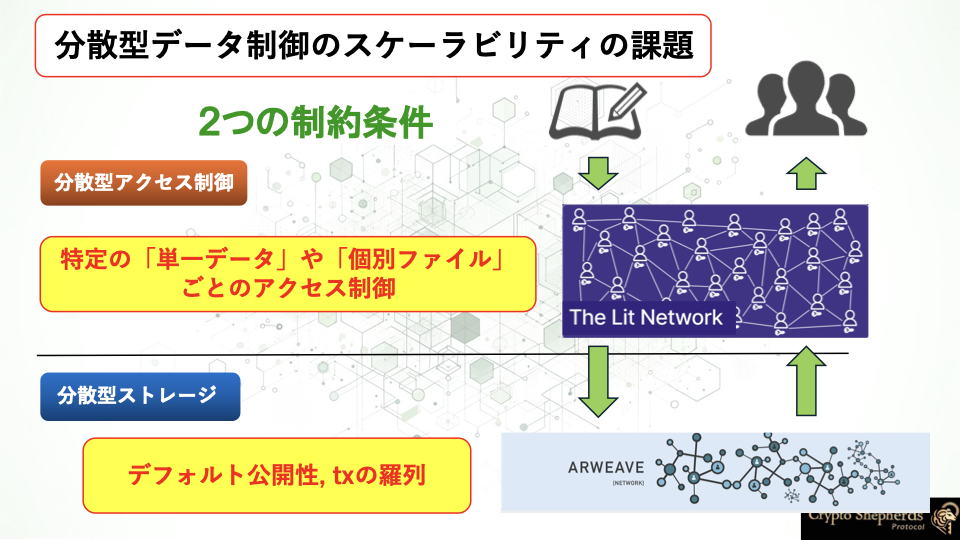 分散型データ制御のスケーラビリティの課題
2つの制約条件
分散型アクセス制御
特定の「単一データ」や「個別ファイル」
ごとのアクセス制御
The Lit Network
分散型ストレージ
デフォルト公開性, txの羅列
ARWEAVE
[NETWORK]
Crypto Shepherds
Protocol